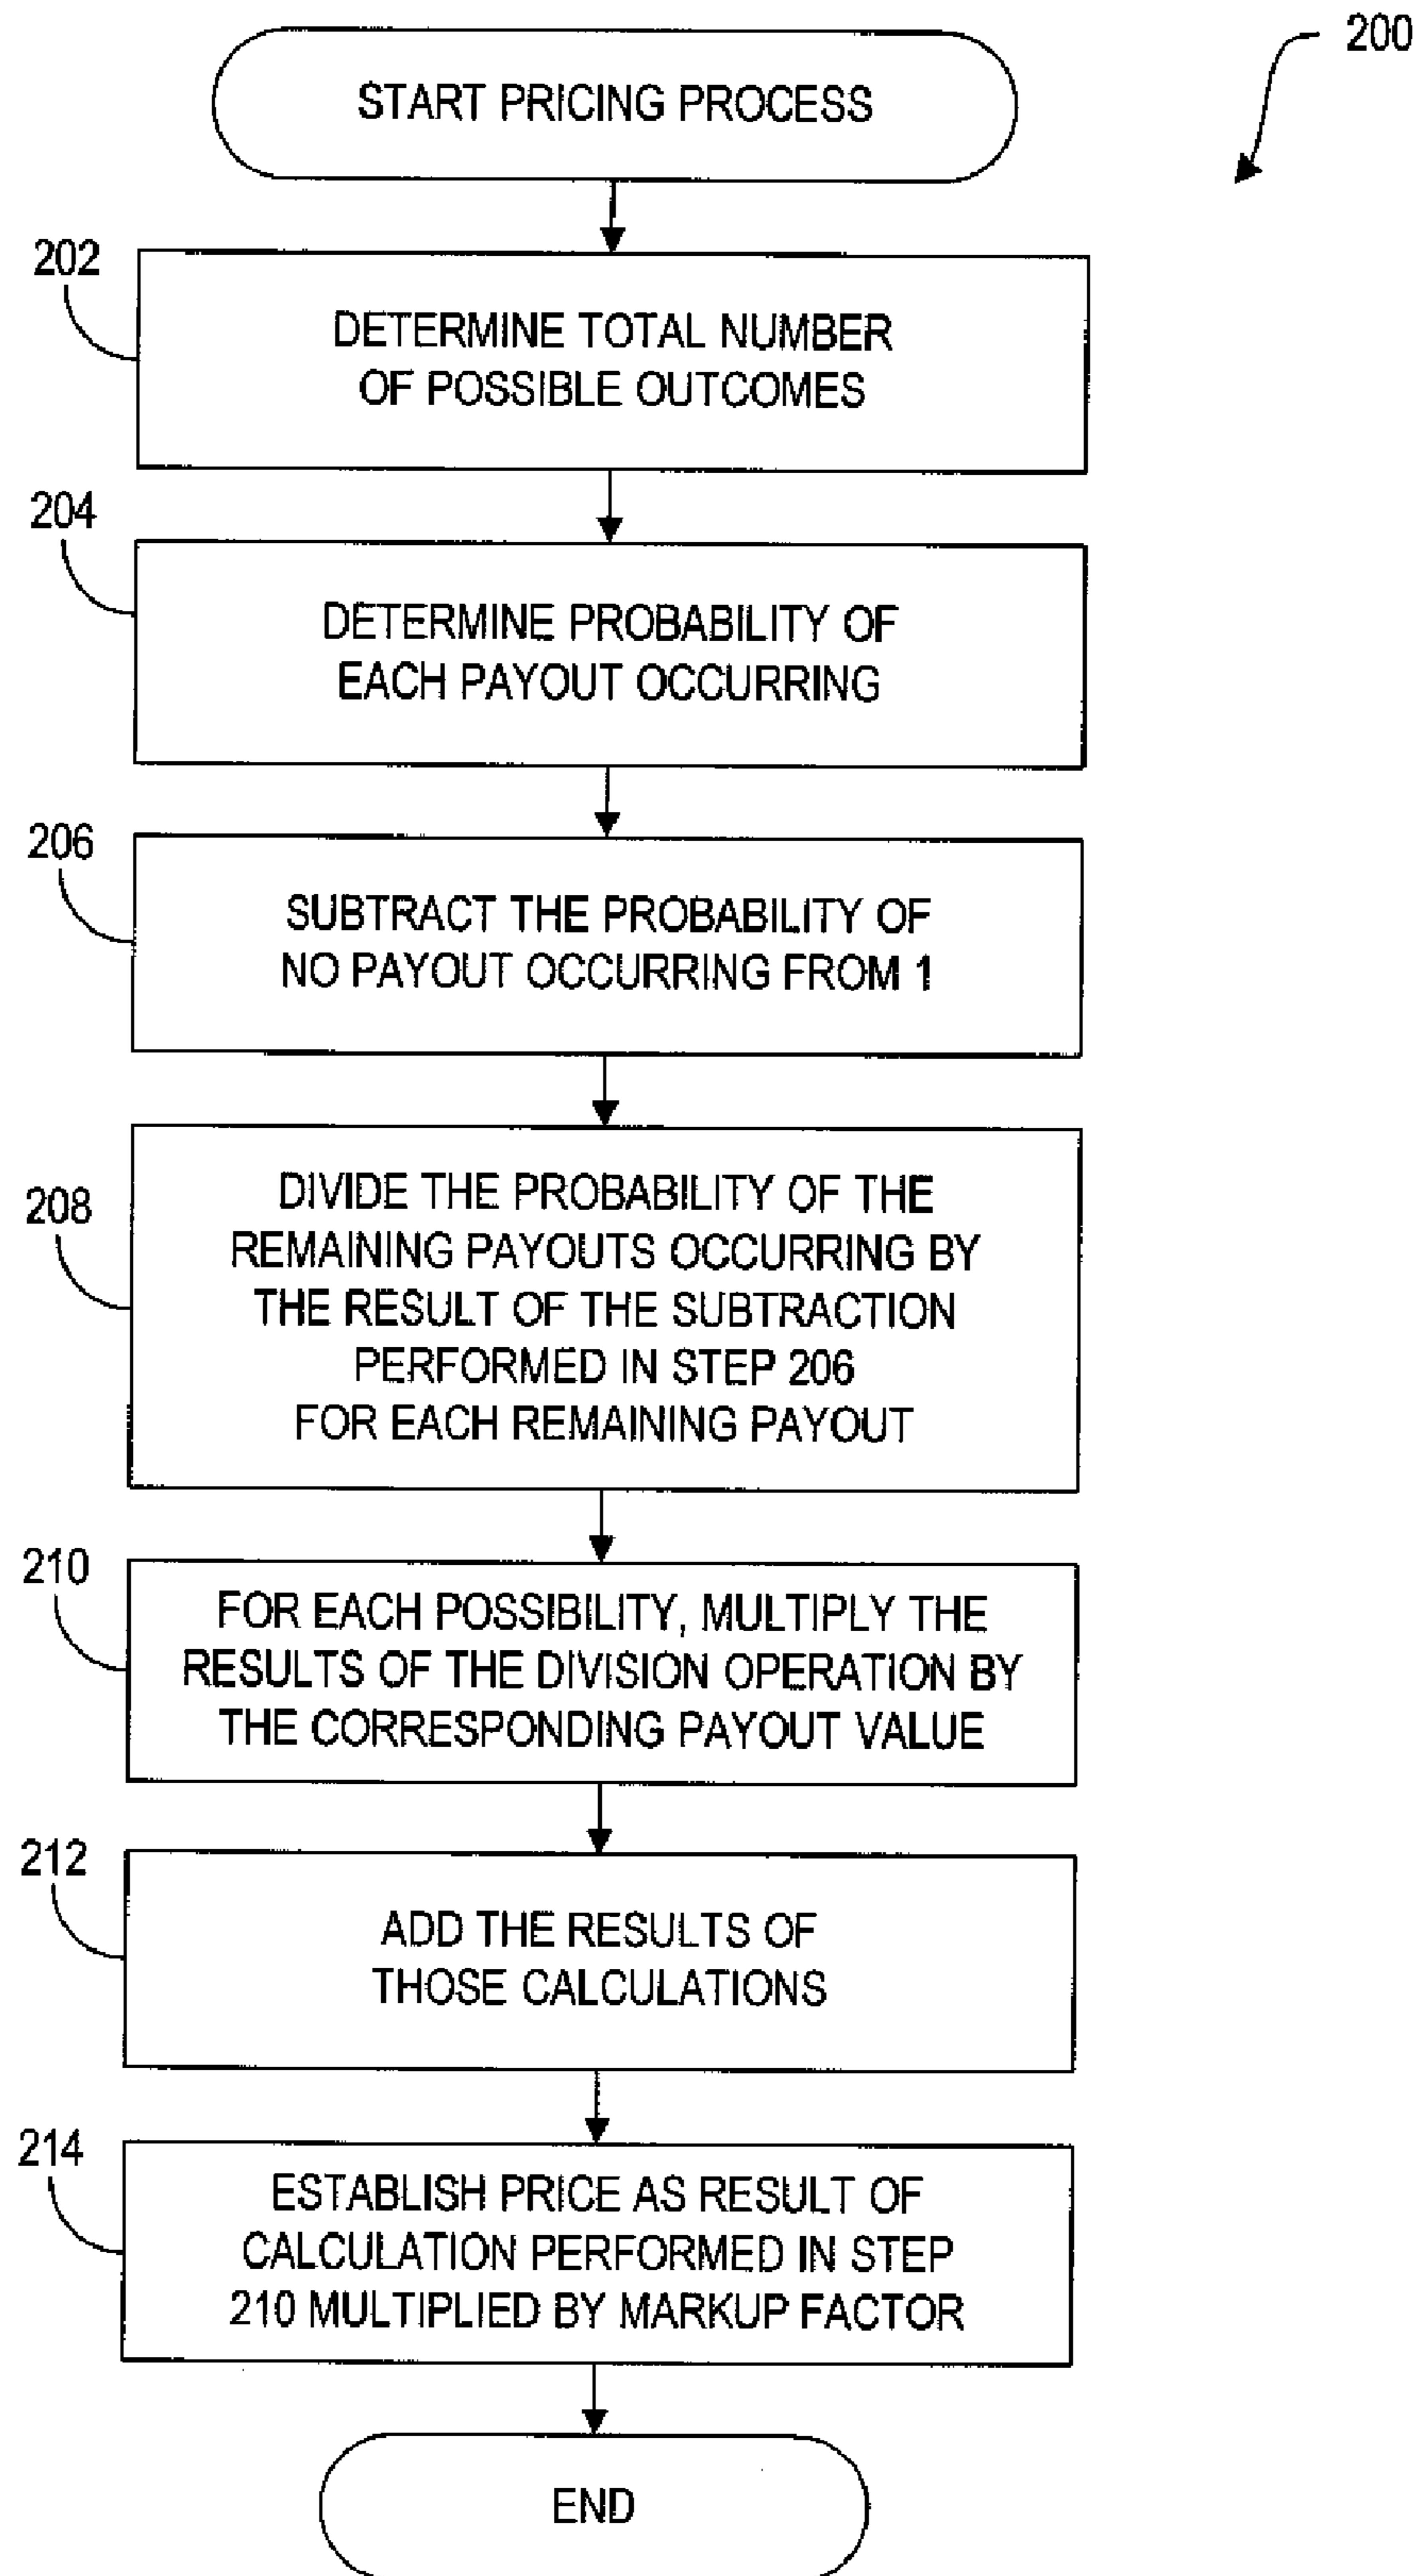 200
START PRICING PROCESS
202
DETERMINE TOTAL NUMBER
OF POSSIBLE OUTCOMES
204
DETERMINE PROBABILITY OF
EACH PAYOUT OCCURRING
206
SUBTRACT THE PROBABILITY OF
NO PAYOUT OCCURRING FROM 1
208
DIVIDE THE PROBABILITY OF THE
REMAINING PAYOUTS OCCURRING BY
THE RESULT OF THE SUBTRACTION
PERFORMED IN STEP 206
FOR EACH REMAINING PAYOUT
210
FOR EACH POSSIBILITY, MULTIPLY THE
RESULTS OF THE DIVISION OPERATION BY
THE CORRESPONDING PAYOUT VALUE
212
ADD THE RESULTS OF
THOSE CALCULATIONS
214
ESTABLISH PRICE AS RESULT OF
CALCULATION PERFORMED IN STEP
210 MULTIPLIED BY MARKUP FACTOR
END